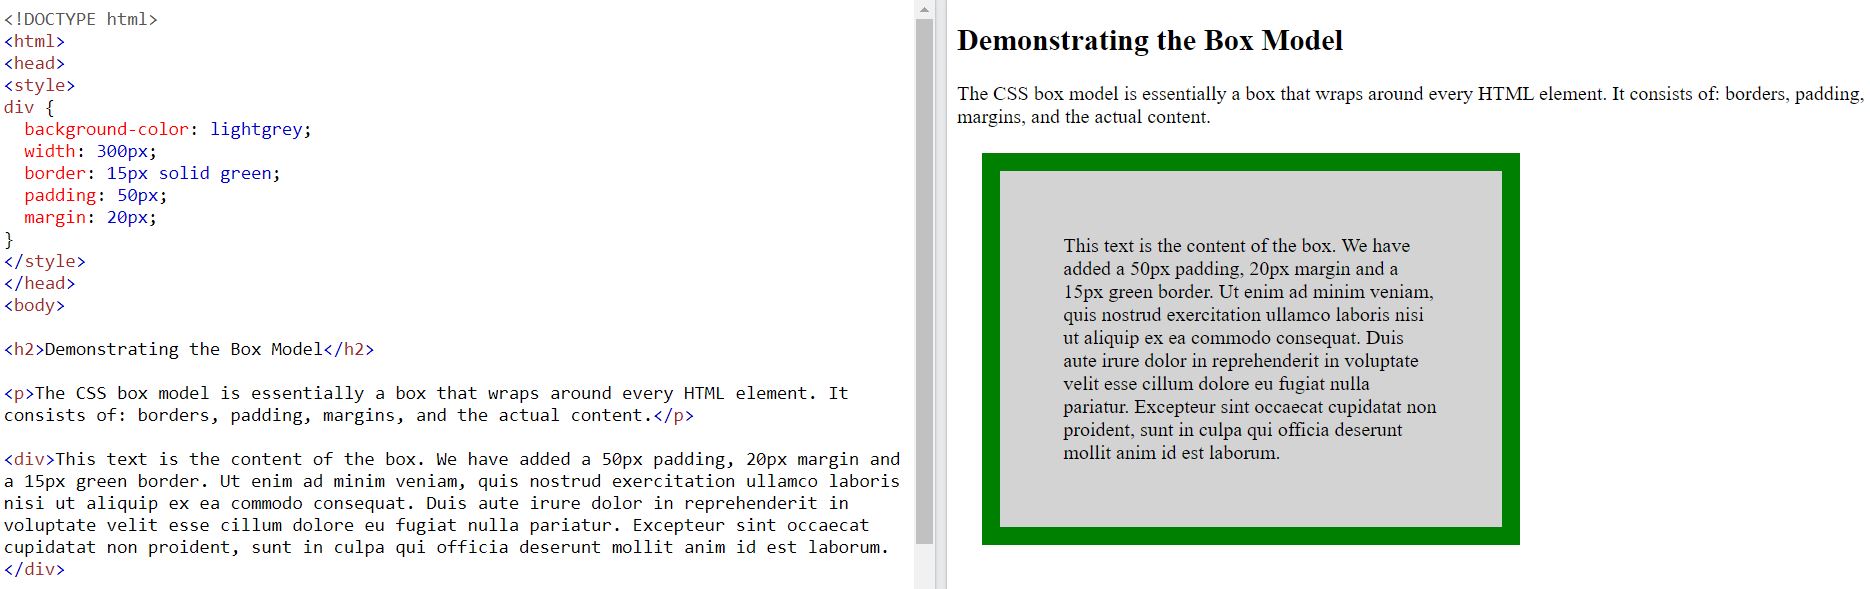 <!DOCTYPE html>
<html>
<head>
<style>
div {
  background-color: lightgrey;
  width: 300px;
  border: 15px solid green;
  padding: 50px;
  margin: 20px;
}
</style>
</head>
<body>

<h2>Demonstrating the Box Model</h2>

<p>The CSS box model is essentially a box that wraps around every HTML element. It
consists of: borders, padding, margins, and the actual content.</p>

<div>This text is the content of the box. We have added a 50px padding, 20px margin and
a 15px green border. Ut enim ad minim veniam, quis nostrud exercitation ullamco laboris
nisi ut aliquip ex ea commodo consequat. Duis aute irure dolor in reprehenderit in
voluptate velit esse cillum dolore eu fugiat nulla pariatur. Excepteur sint occaecat
cupidatat non proident, sunt in culpa qui officia deserunt mollit anim id est laborum.
</div>

Demonstrating the Box Model
The CSS box model is essentially a box that wraps around every HTML element. It consists of: borders, padding,
margins, and the actual content.
This text is the content of the box. We have
added a 50px padding, 20px margin and a
15px green border. Ut enim ad minim veniam,
quis nostrud exercitation ullamco laboris nisi
ut aliquip ex ea commodo consequat. Duis
aute irure dolor in reprehenderit in voluptate
velit esse cillum dolore eu fugiat nulla
pariatur. Excepteur sint occaecat cupidatat non
proident, sunt in culpa qui officia deserunt
mollit anim id est laborum.